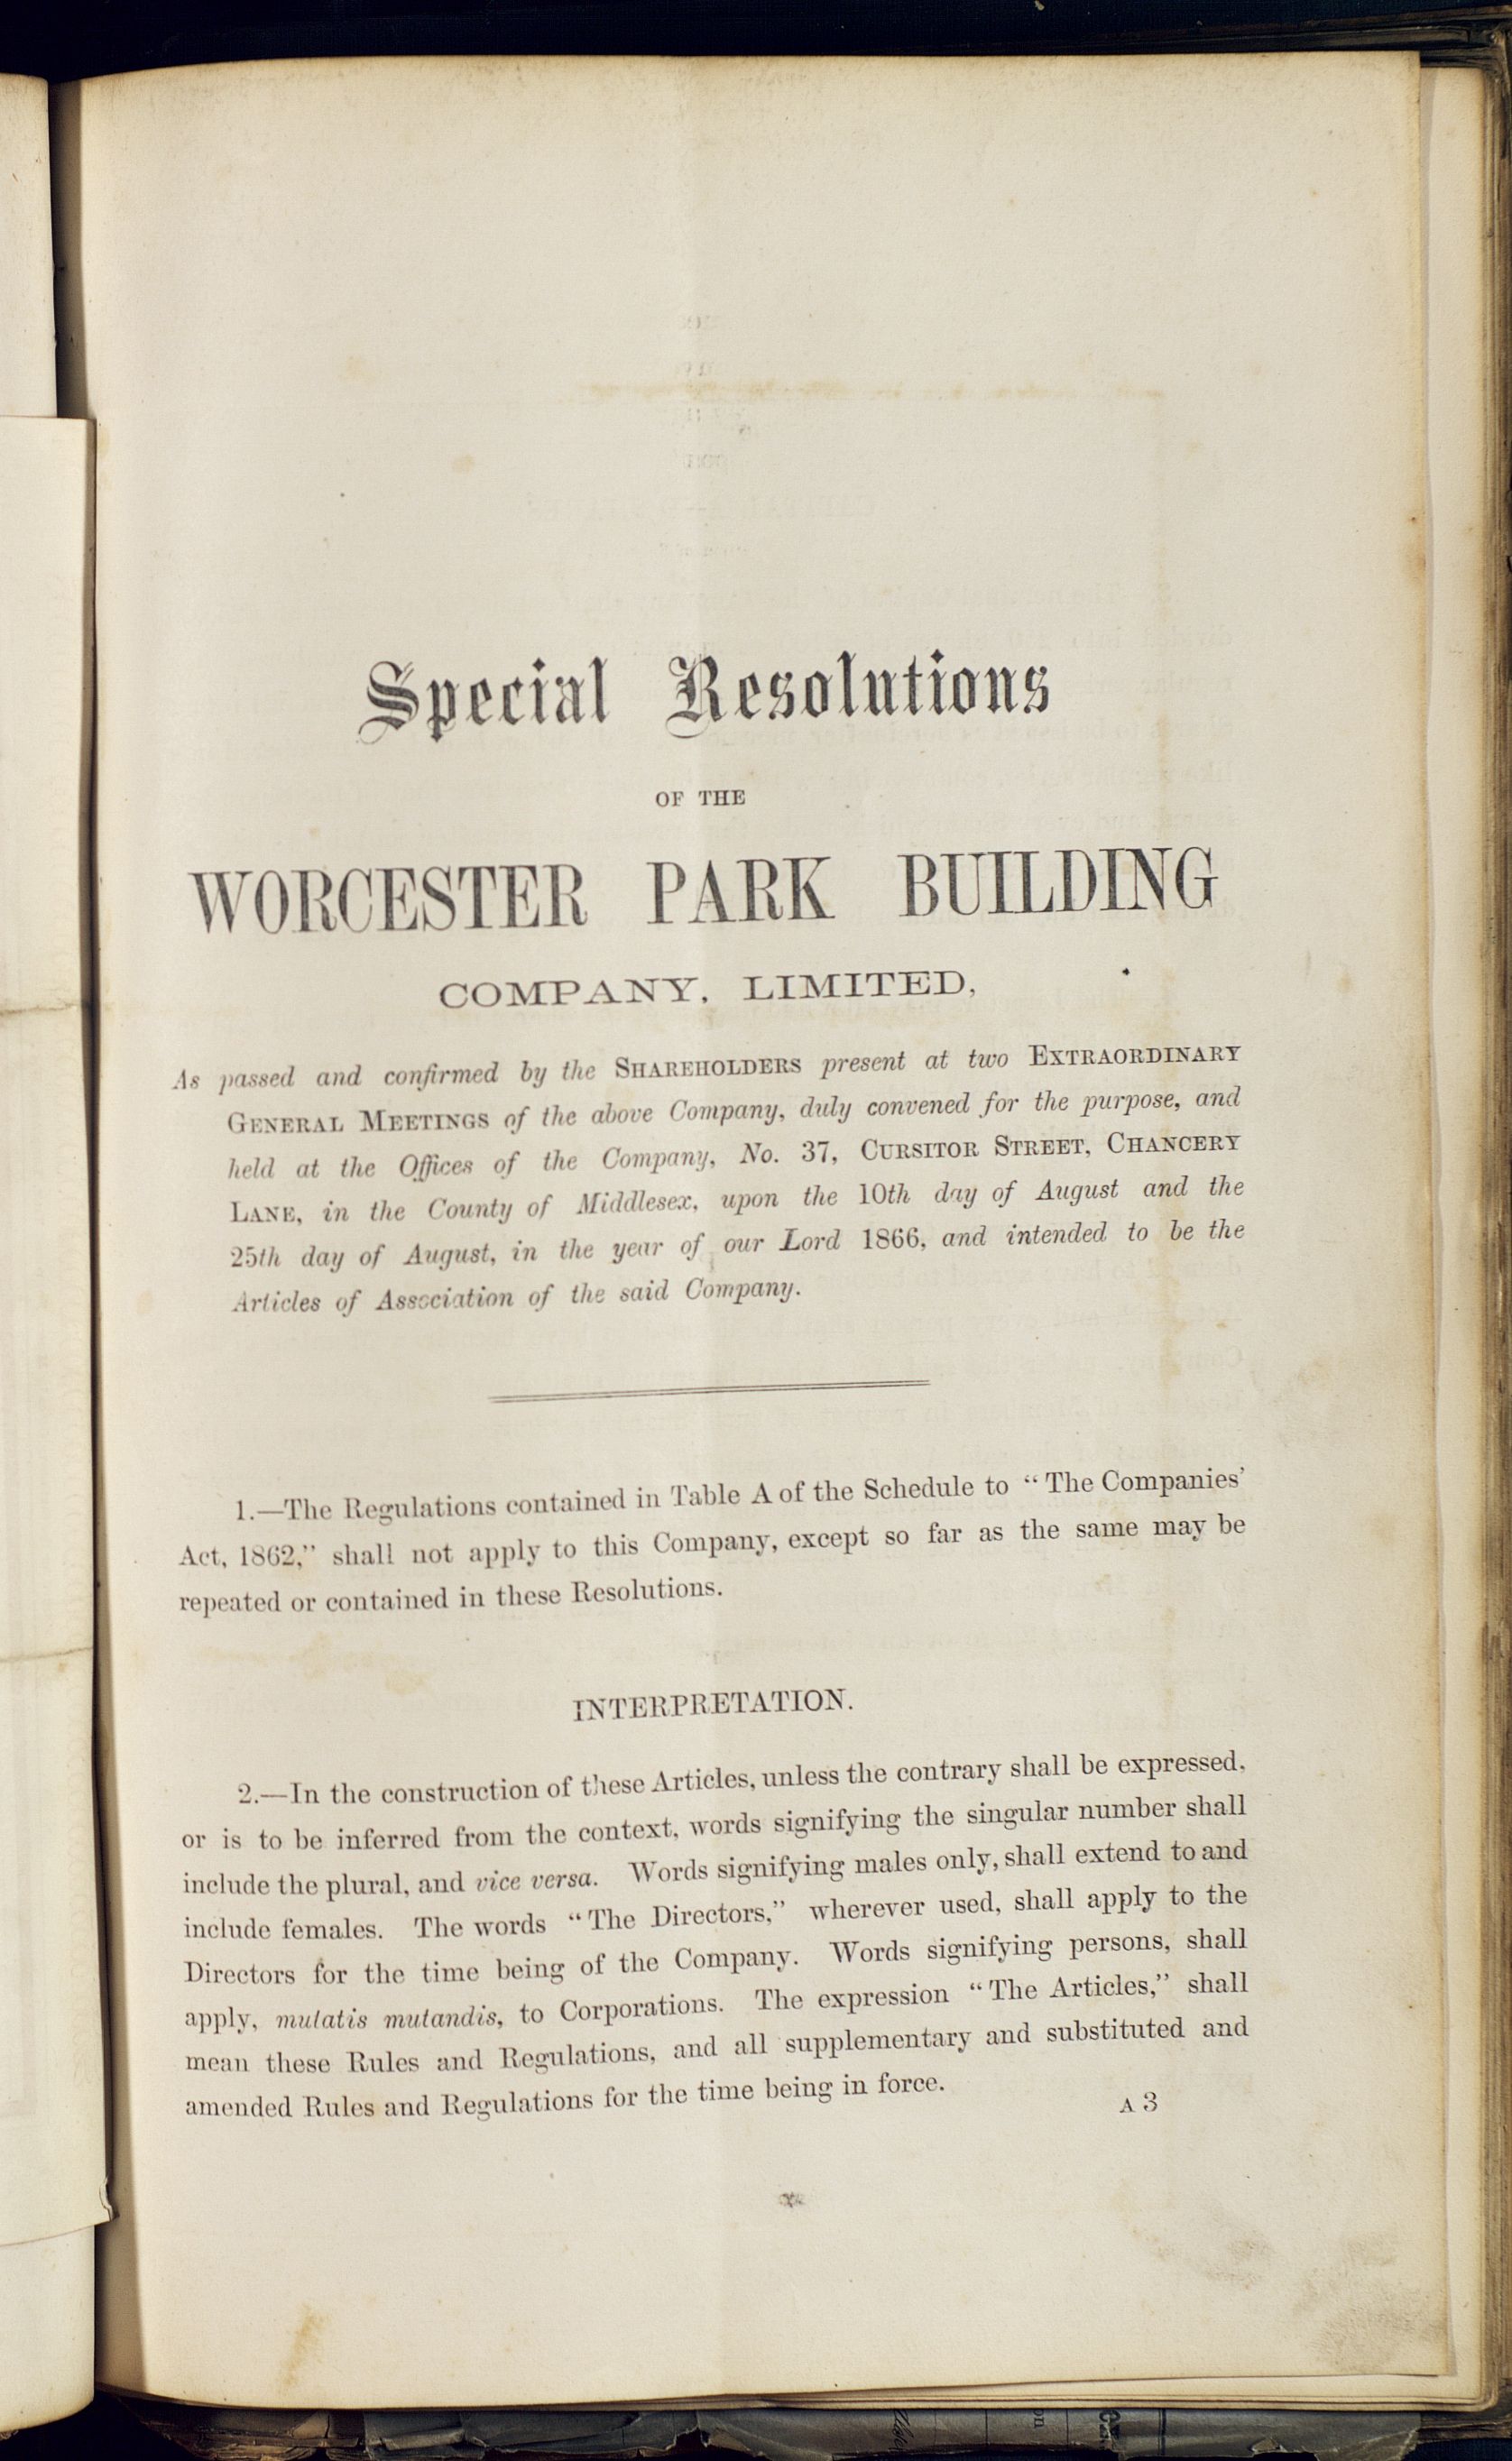 Special Resolutions
OF THE
WORCESTER PARK BUILDING
COMPANY, LIMITED,
As passed and confirmed by the SHAREHOLDERS present at two EXTRAORDINARY
GENERAL MEETINGS of the above Company, duly convened for the purpose, and
held at the Offices of the Company, No. 37, CURSITOR STREET, CHANCERY
LANE, in the County of Middlesex, upon the 10th day of August and the
25th day of August, in the year of our Lord 1866, and intended to be the
Articles of Association of the said Company.
1.—The Regulations contained in Table A of the Schedule to “The Companies’
Act, 1862,” shall not apply to this Company, except so far as the same may be
repeated or contained in these Resolutions.
INTERPRETATION.
2.—In the construction of these Articles, unless the contrary shall be expressed,
or is to be inferred from the context, words signifying the singular number shall
include the plural, and vice versa. Words signifying males only, shall extend to and
include females. The words “The Directors,” wherever used, shall apply to the
Directors for the time being of the Company. Words signifying persons, shall
apply, mutatis mutandis, to Corporations. The expression “The Articles,” shall
mean these Rules and Regulations, and all supplementary and substituted and
amended Rules and Regulations for the time being in force.
A 3